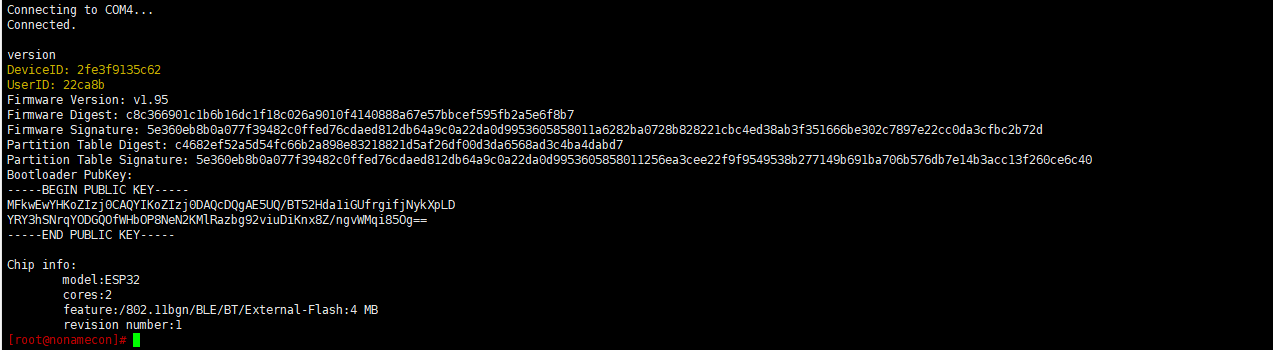 Connecting to COM4...
Connected.
version
DeviceID: 2fe3f9135c62
UserID: 22ca8b
Firmware Version: v1.95
Firmware Digest: c8c366901c1b6b16dc1f18c026a9010f4140888a67e57bbcef595fb2a5e6f8b7
Firmware Signature: 5e360eb8b0a077f39482c0ffed76cdaed812db64a9c0a22da0d9953605858011a6282ba0728b828221cbc4ed38ab3f351666be302c7897e22cc0da3cfbc2b72d
Partition Table Digest: c4682ef52a5d54fc66b2a898e83218821d5af26df00d3da6568ad3c4ba4dabd7
Partition Table Signature: 5e360eb8b0a077f39482c0ffed76cdaed812db64a9c0a22da0d9953605858011256ea3cee22f9f9549538b277149b691ba706b576db7e14b3acc13f260ce6c40
Bootloader PubKey:
-----BEGIN PUBLIC KEY-----
MFkwEwYHKoZIzj0CAQYIKoZIzj0DAQcDQgAE5UQ/BT52Hda1iGUfrgifjNykXpLD
YRY3hSNrqYODGQOfWHbOP8NeN2KMlRazbg92viuDiKnx8Z/ngvWMqi85Og==
-----END PUBLIC KEY-----
Chip info:
model:ESP32
cores:2
feature:/802.11bgn/BLE/BT/External-Flash:4 MB
revision number:1
[root@nonamecon]#